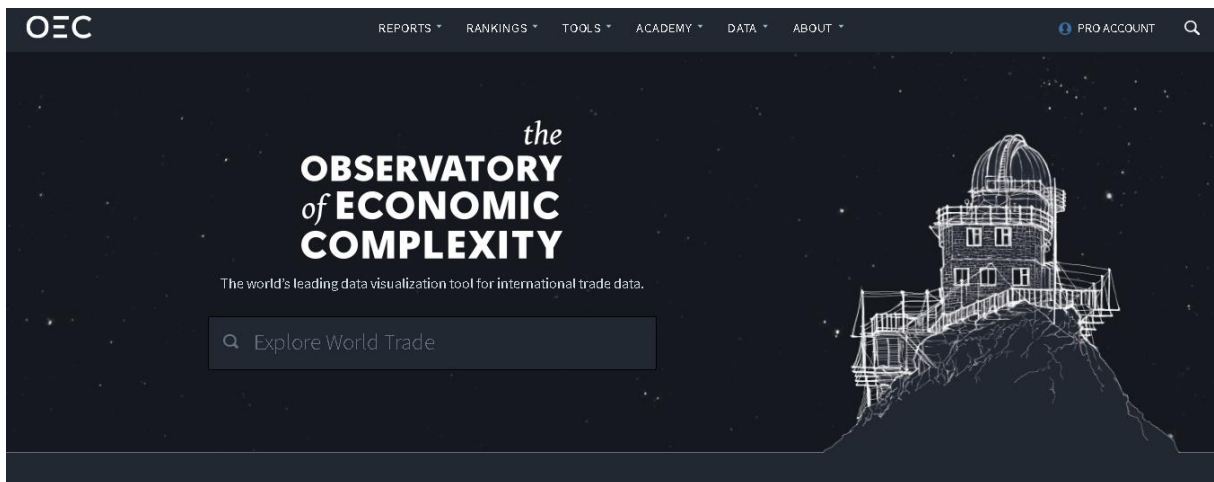 OEC
REPORTS RANKINGS TOOLS ACADEMY DATA ABOUT PRO ACCOUNT
the
OBSERVATORY
of ECONOMIC
COMPLEXITY
The world's leading data visualization tool for international trade data.
Explore World Trade